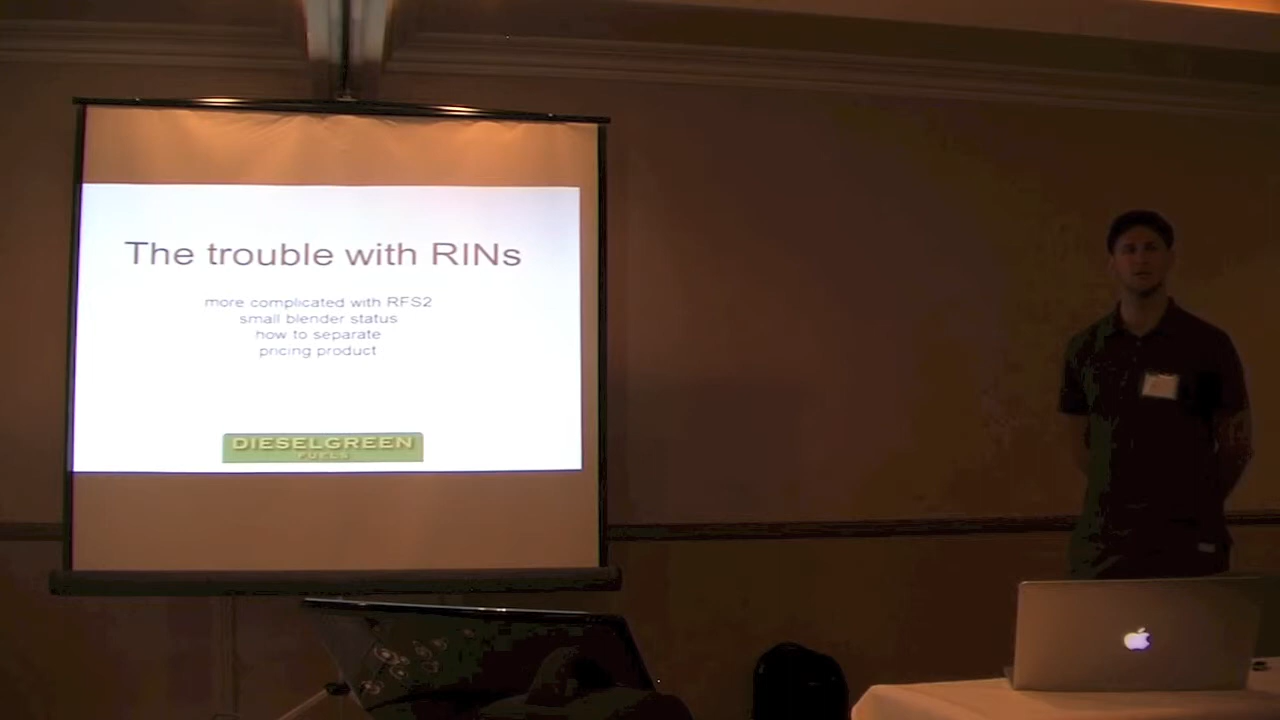 The trouble with RINs
more complicated with RFS2
small blender status
how to separate
pricing product
DIESELGREEN
FUELS